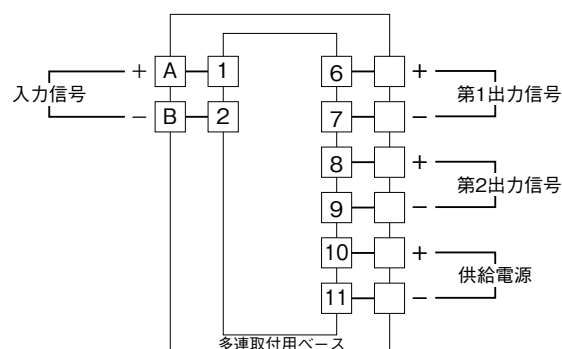 入力信号
+ A 1
− B 2
6 +
7 −
第1出力信号
8 +
9 −
第2出力信号
10 +
11 −
供給電源
多連取付用ベース